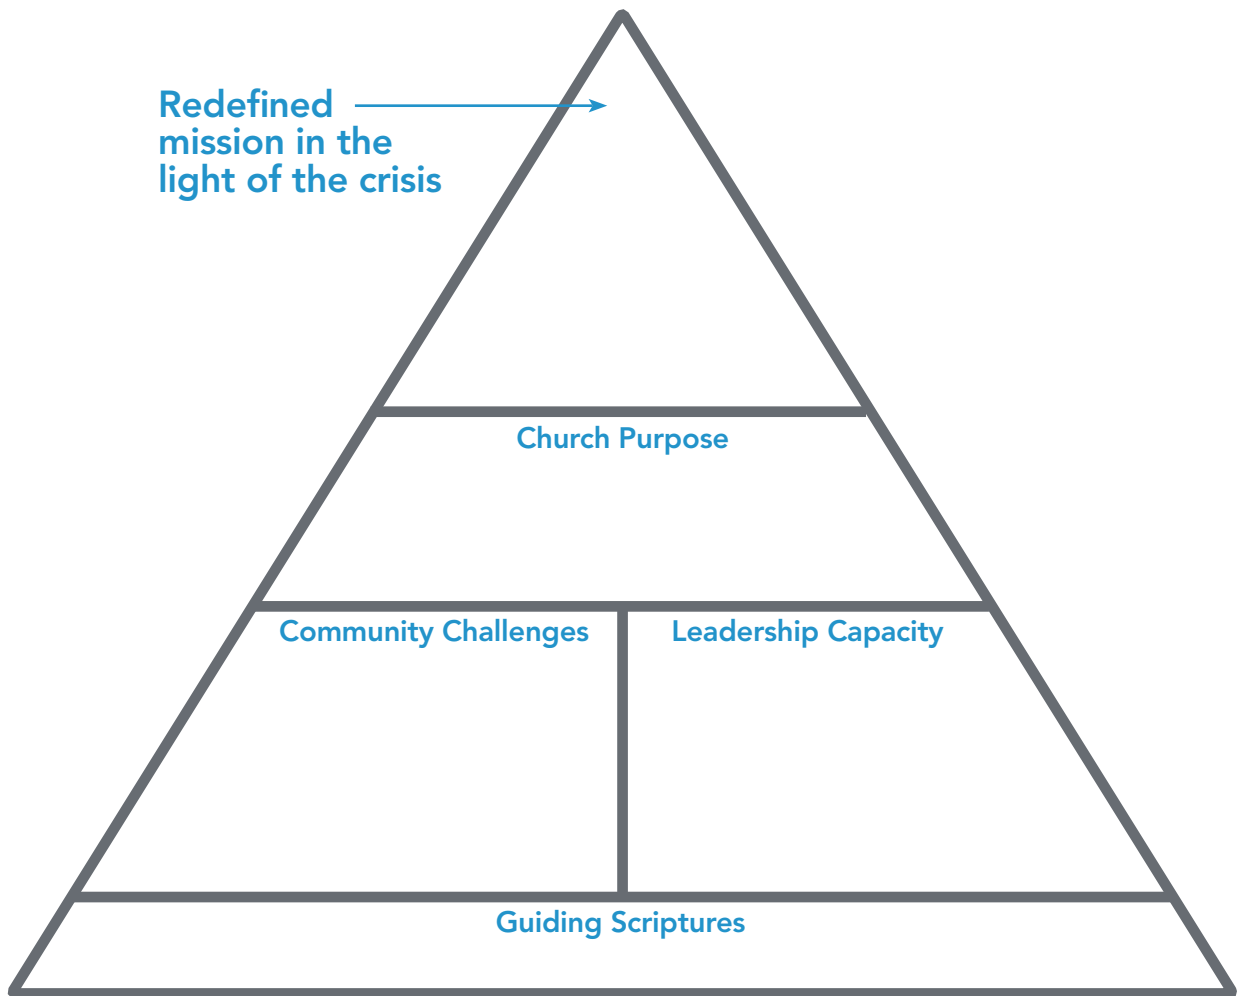 Redefined
mission in the
light of the crisis
Church Purpose
Community Challenges
Leadership Capacity
Guiding Scriptures